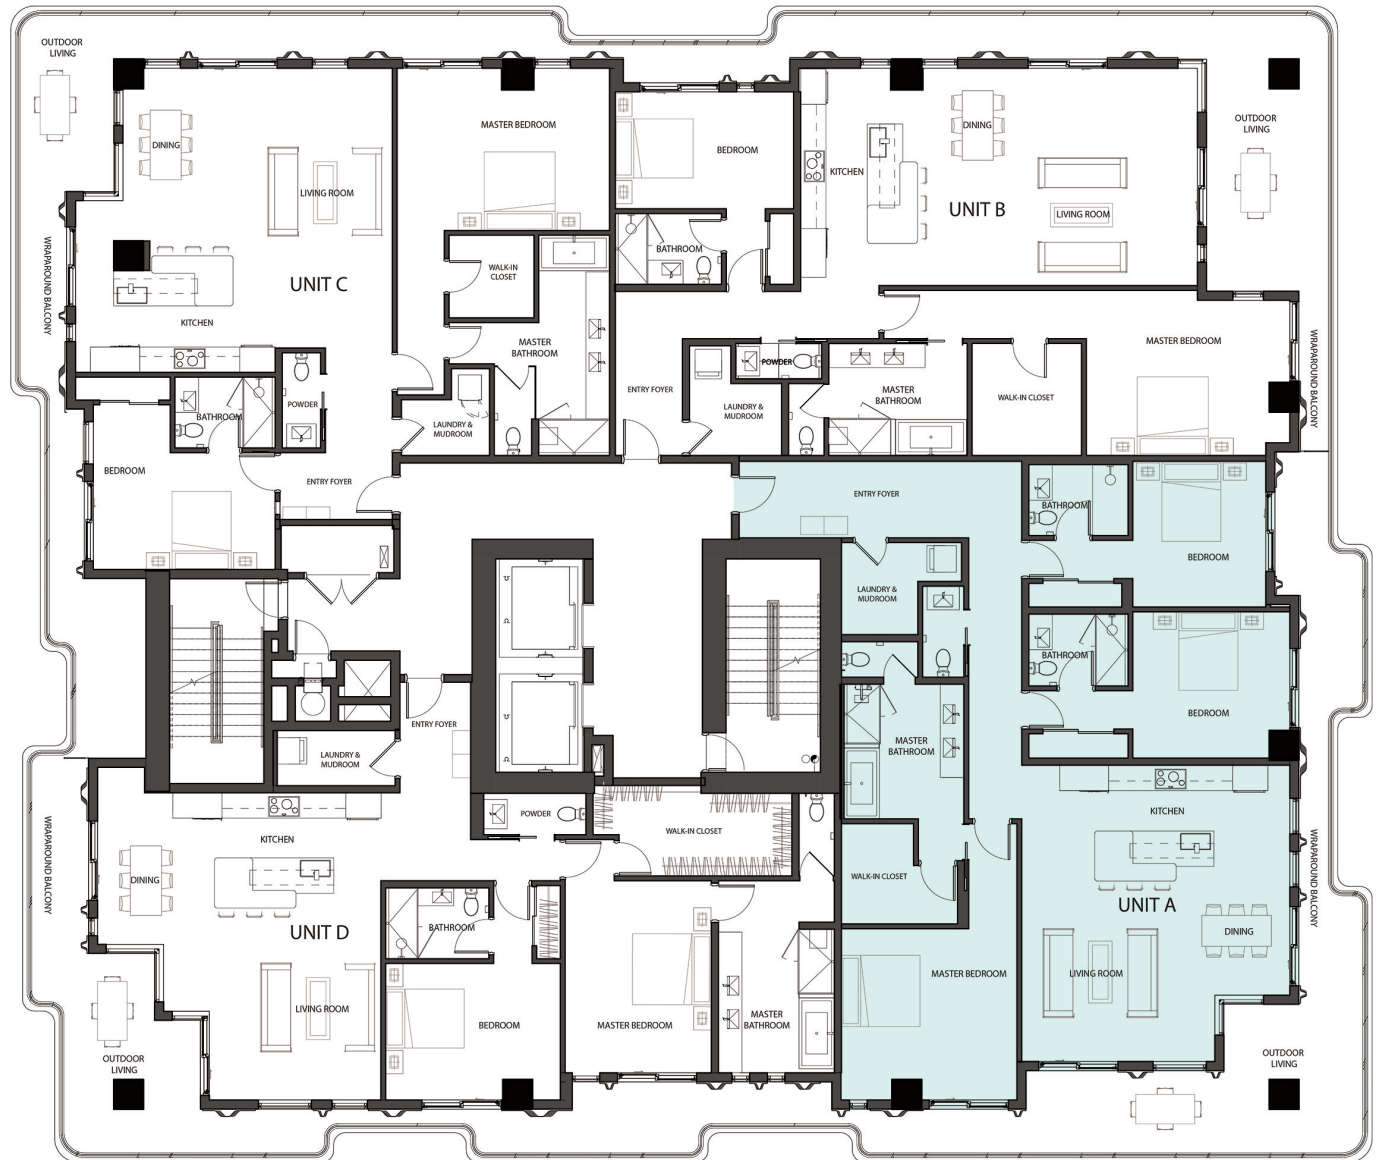 OUTDOOR
LIVING
DINING
LIVING ROOM
UNIT C
KITCHEN
WRAPAROUND BALCONY
MASTER BEDROOM
WALK-IN
CLOSET
MASTER
BATHROOM
BATHROOM
POWDER
LAUNDRY &
MUDROOM
BEDROOM
ENTRY FOYER
BEDROOM
BATHROOM
KITCHEN
DINING
UNIT B
LIVING ROOM
OUTDOOR
LIVING
MASTER BEDROOM
WRAPAROUND BALCONY
POWDER
ENTRY FOYER
LAUNDRY &
MUDROOM
MASTER
BATHROOM
WALK-IN CLOSET
ENTRY FOYER
BATHROOM
BEDROOM
LAUNDRY &
MUDROOM
BATHROOM
BEDROOM
MASTER
BATHROOM
KITCHEN
WALK-IN CLOSET
UNIT A
DINING
WRAPAROUND BALCONY
MASTER BEDROOM
LIVING ROOM
OUTDOOR
LIVING
ENTRY FOYER
LAUNDRY &
MUDROOM
POWDER
WALK-IN CLOSET
KITCHEN
WRAPAROUND BALCONY
DINING
UNIT D
BATHROOM
LIVING ROOM
BEDROOM
MASTER BEDROOM
MASTER
BATHROOM
OUTDOOR
LIVING